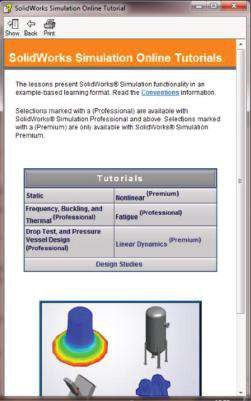 SolidWorks Simulation Online Tutorial
Show Back Print
SolidWorks Simulation Online Tutorials
The lessons present SolidWorks® Simulation functionality in an
example-based learning format. Read the Conventions information.
Selections marked with a (Professional) are available with
SolidWorks® Simulation Professional and above. Selections marked
with a (Premium) are only available with SolidWorks® Simulation
Premium.
Tutorials
Static
Nonlinear (Premium)
Frequency, Buckling, and
Thermal (Professional)
Fatigue (Professional)
Drop Test, and Pressure
Vessel Design
(Professional)
Linear Dynamics (Premium)
Design Studies